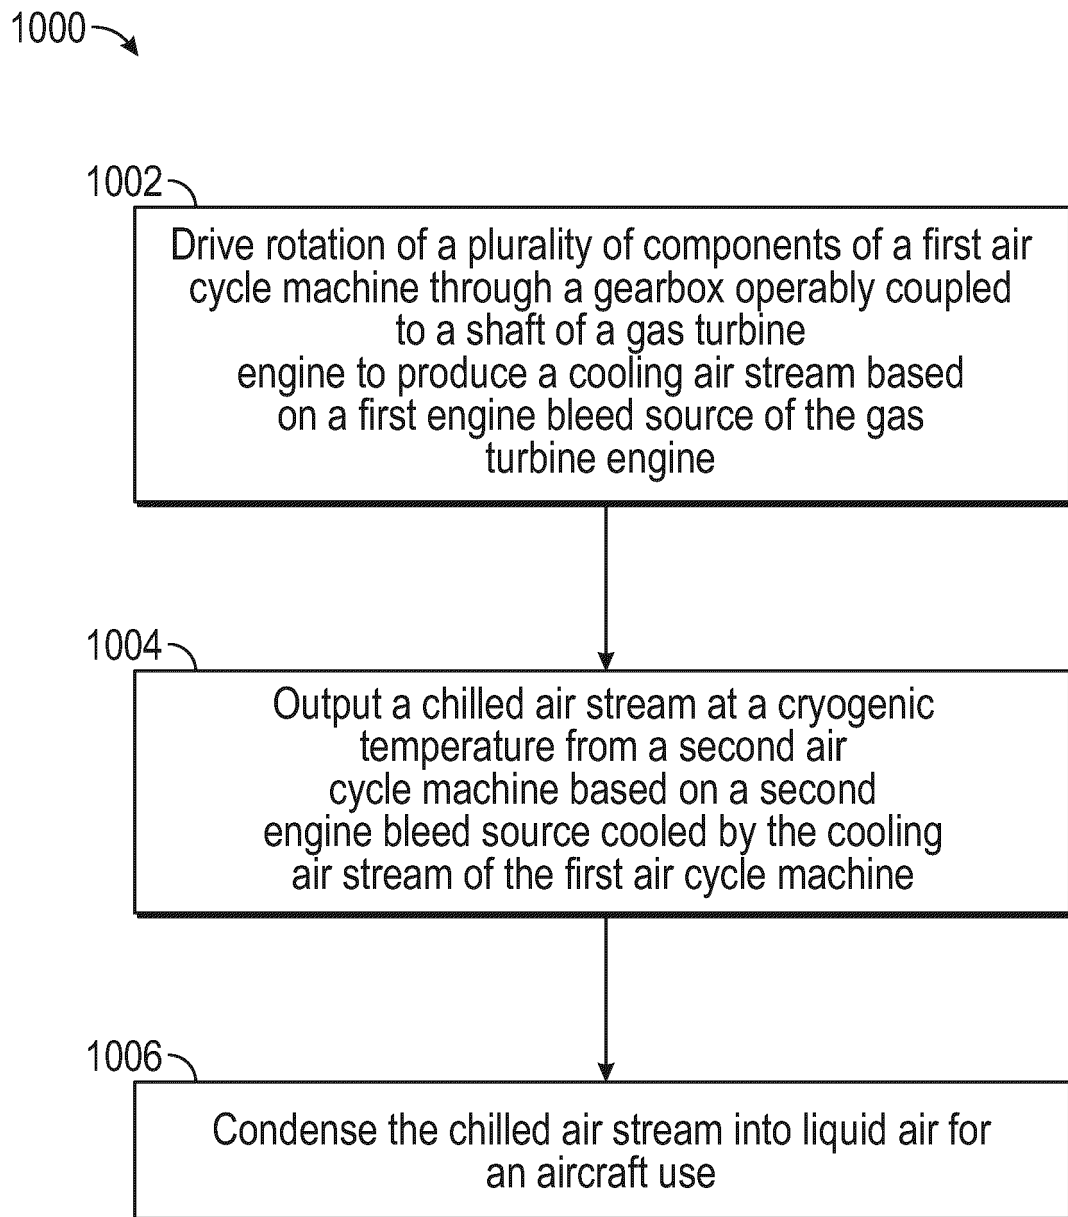 1000
1002
Drive rotation of a plurality of components of a first air
cycle machine through a gearbox operably coupled
to a shaft of a gas turbine
engine to produce a cooling air stream based
on a first engine bleed source of the gas
turbine engine
1004
Output a chilled air stream at a cryogenic
temperature from a second air
cycle machine based on a second
engine bleed source cooled by the cooling
air stream of the first air cycle machine
1006
Condense the chilled air stream into liquid air for
an aircraft use